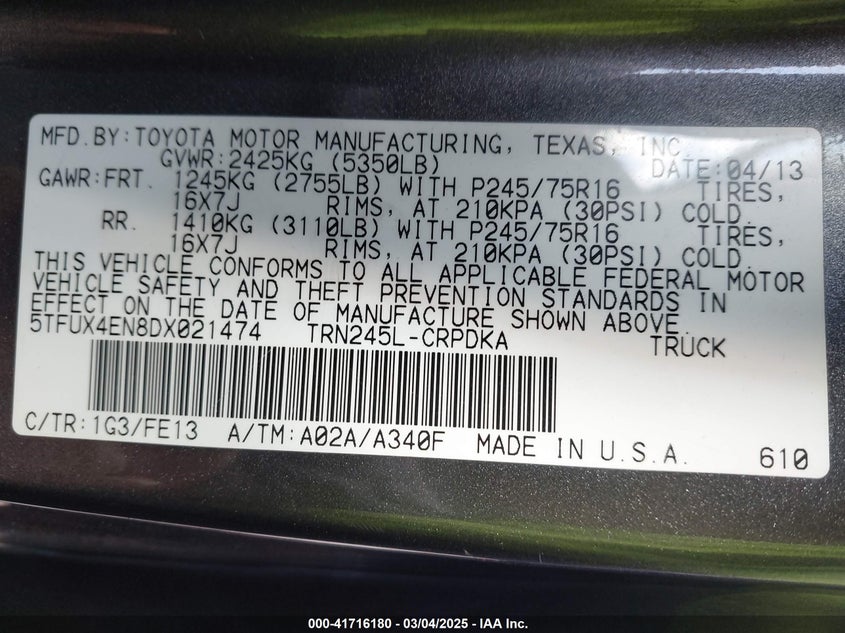 MFD.BY:TOYOTA MOTOR MANUFACTURING, TEXAS, INC.
GVWR:2425KG (5350LB) DATE:04/13
GAWR:FRT. 1245KG (2755LB) WITH P245/75R16 TIRES,
16X7J RIMS, AT 210KPA (30PSI) COLD.
RR. 1410KG (3110LB) WITH P245/75R16 TIRES,
16X7J RIMS, AT 210KPA (30PSI) COLD.
THIS VEHICLE CONFORMS TO ALL APPLICABLE FEDERAL MOTOR
VEHICLE SAFETY AND THEFT PREVENTION STANDARDS IN
EFFECT ON THE DATE OF MANUFACTURE SHOWN ABOVE.
5TFUX4EN8DX021474 TRN245L-CRPDKA TRUCK
C/TR:1G3/FE13 A/TM:A02A/A340F MADE IN U.S.A. 610
000-41716180 - 03/04/2025 - IAA Inc.